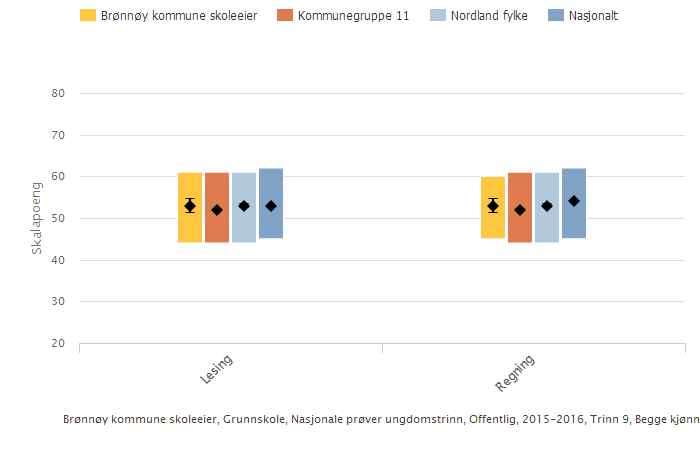 Brønnøy kommune skoleeier Kommunegruppe 11 Nordland fylke Nasjonalt
80
70
60
50
40
30
20
Skalapoeng
Lesing Regning
Brønnøy kommune skoleeier, Grunnskole, Nasjonale prøver ungdomstrinn, Offentlig, 2015-2016, Trinn 9, Begge kjønn